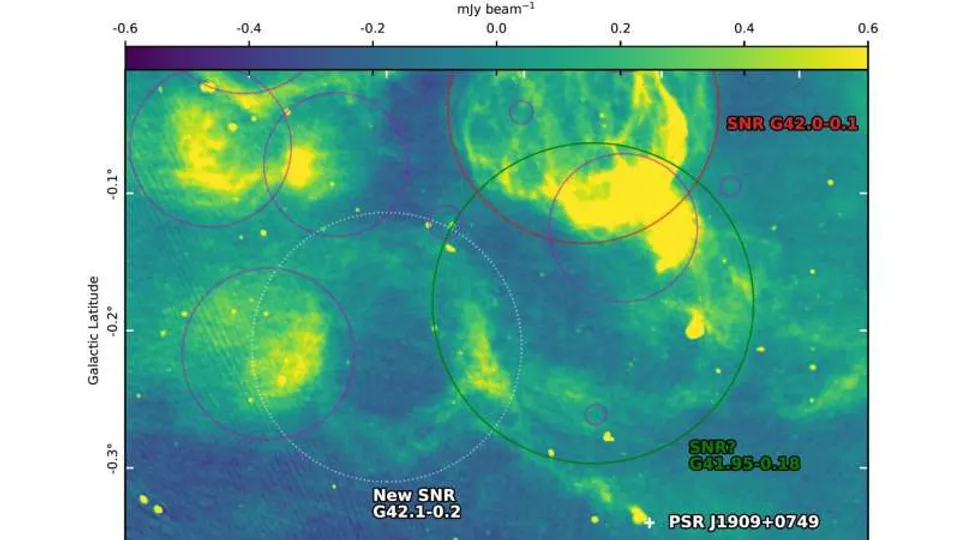 mJy beam⁻¹
-0.6 -0.4 -0.2 0.0 0.2 0.4 0.6
SNR G42.0-0.1
-0.1°
-0.2°
Galactic Latitude
SNR?
G41.95-0.18
-0.3°
New SNR
G42.1-0.2
PSR J1909+0749